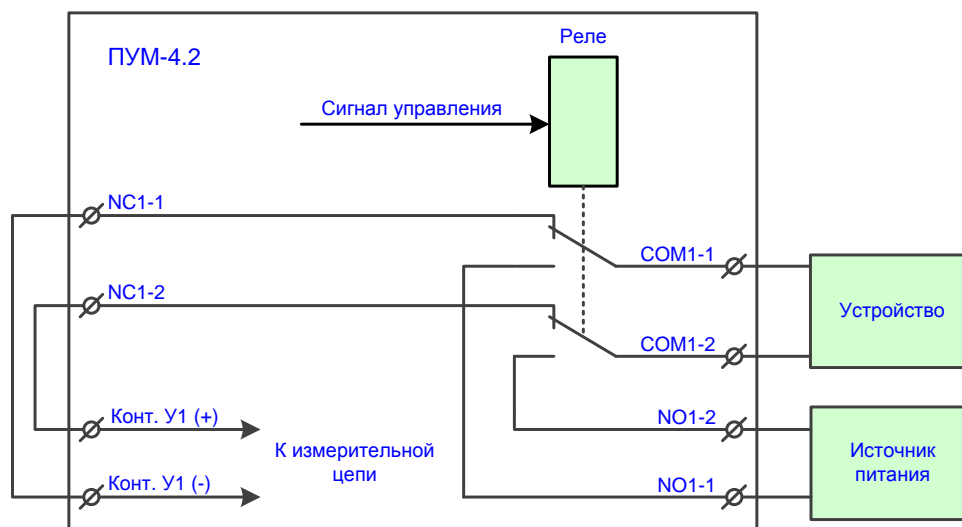 ПУМ-4.2
Реле
Сигнал управления
NC1-1
COM1-1
NC1-2
Устройство
COM1-2
Конт. У1 (+)
NO1-2
К измерительной
цепи
Источник
питания
Конт. У1 (-)
NO1-1